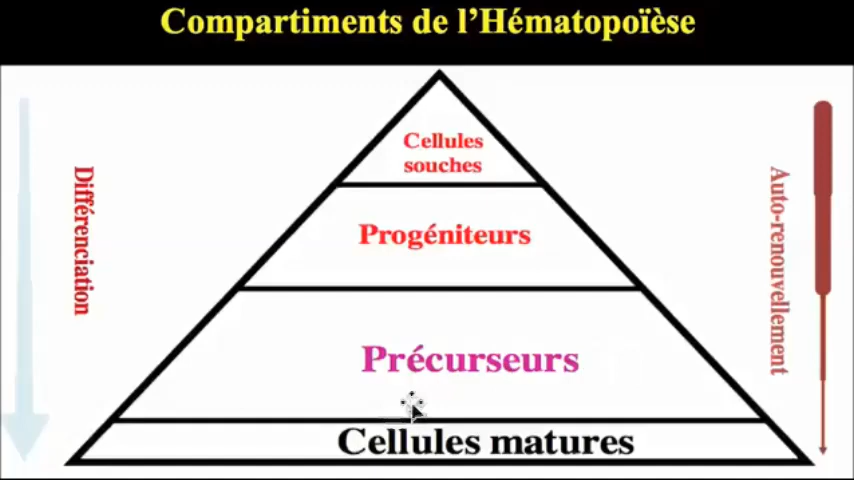 Compartiments de l'Hématopoïèse
Cellules
souches
Progéniteurs
Précurseurs
Cellules matures
Différenciation
Auto-renouvellement